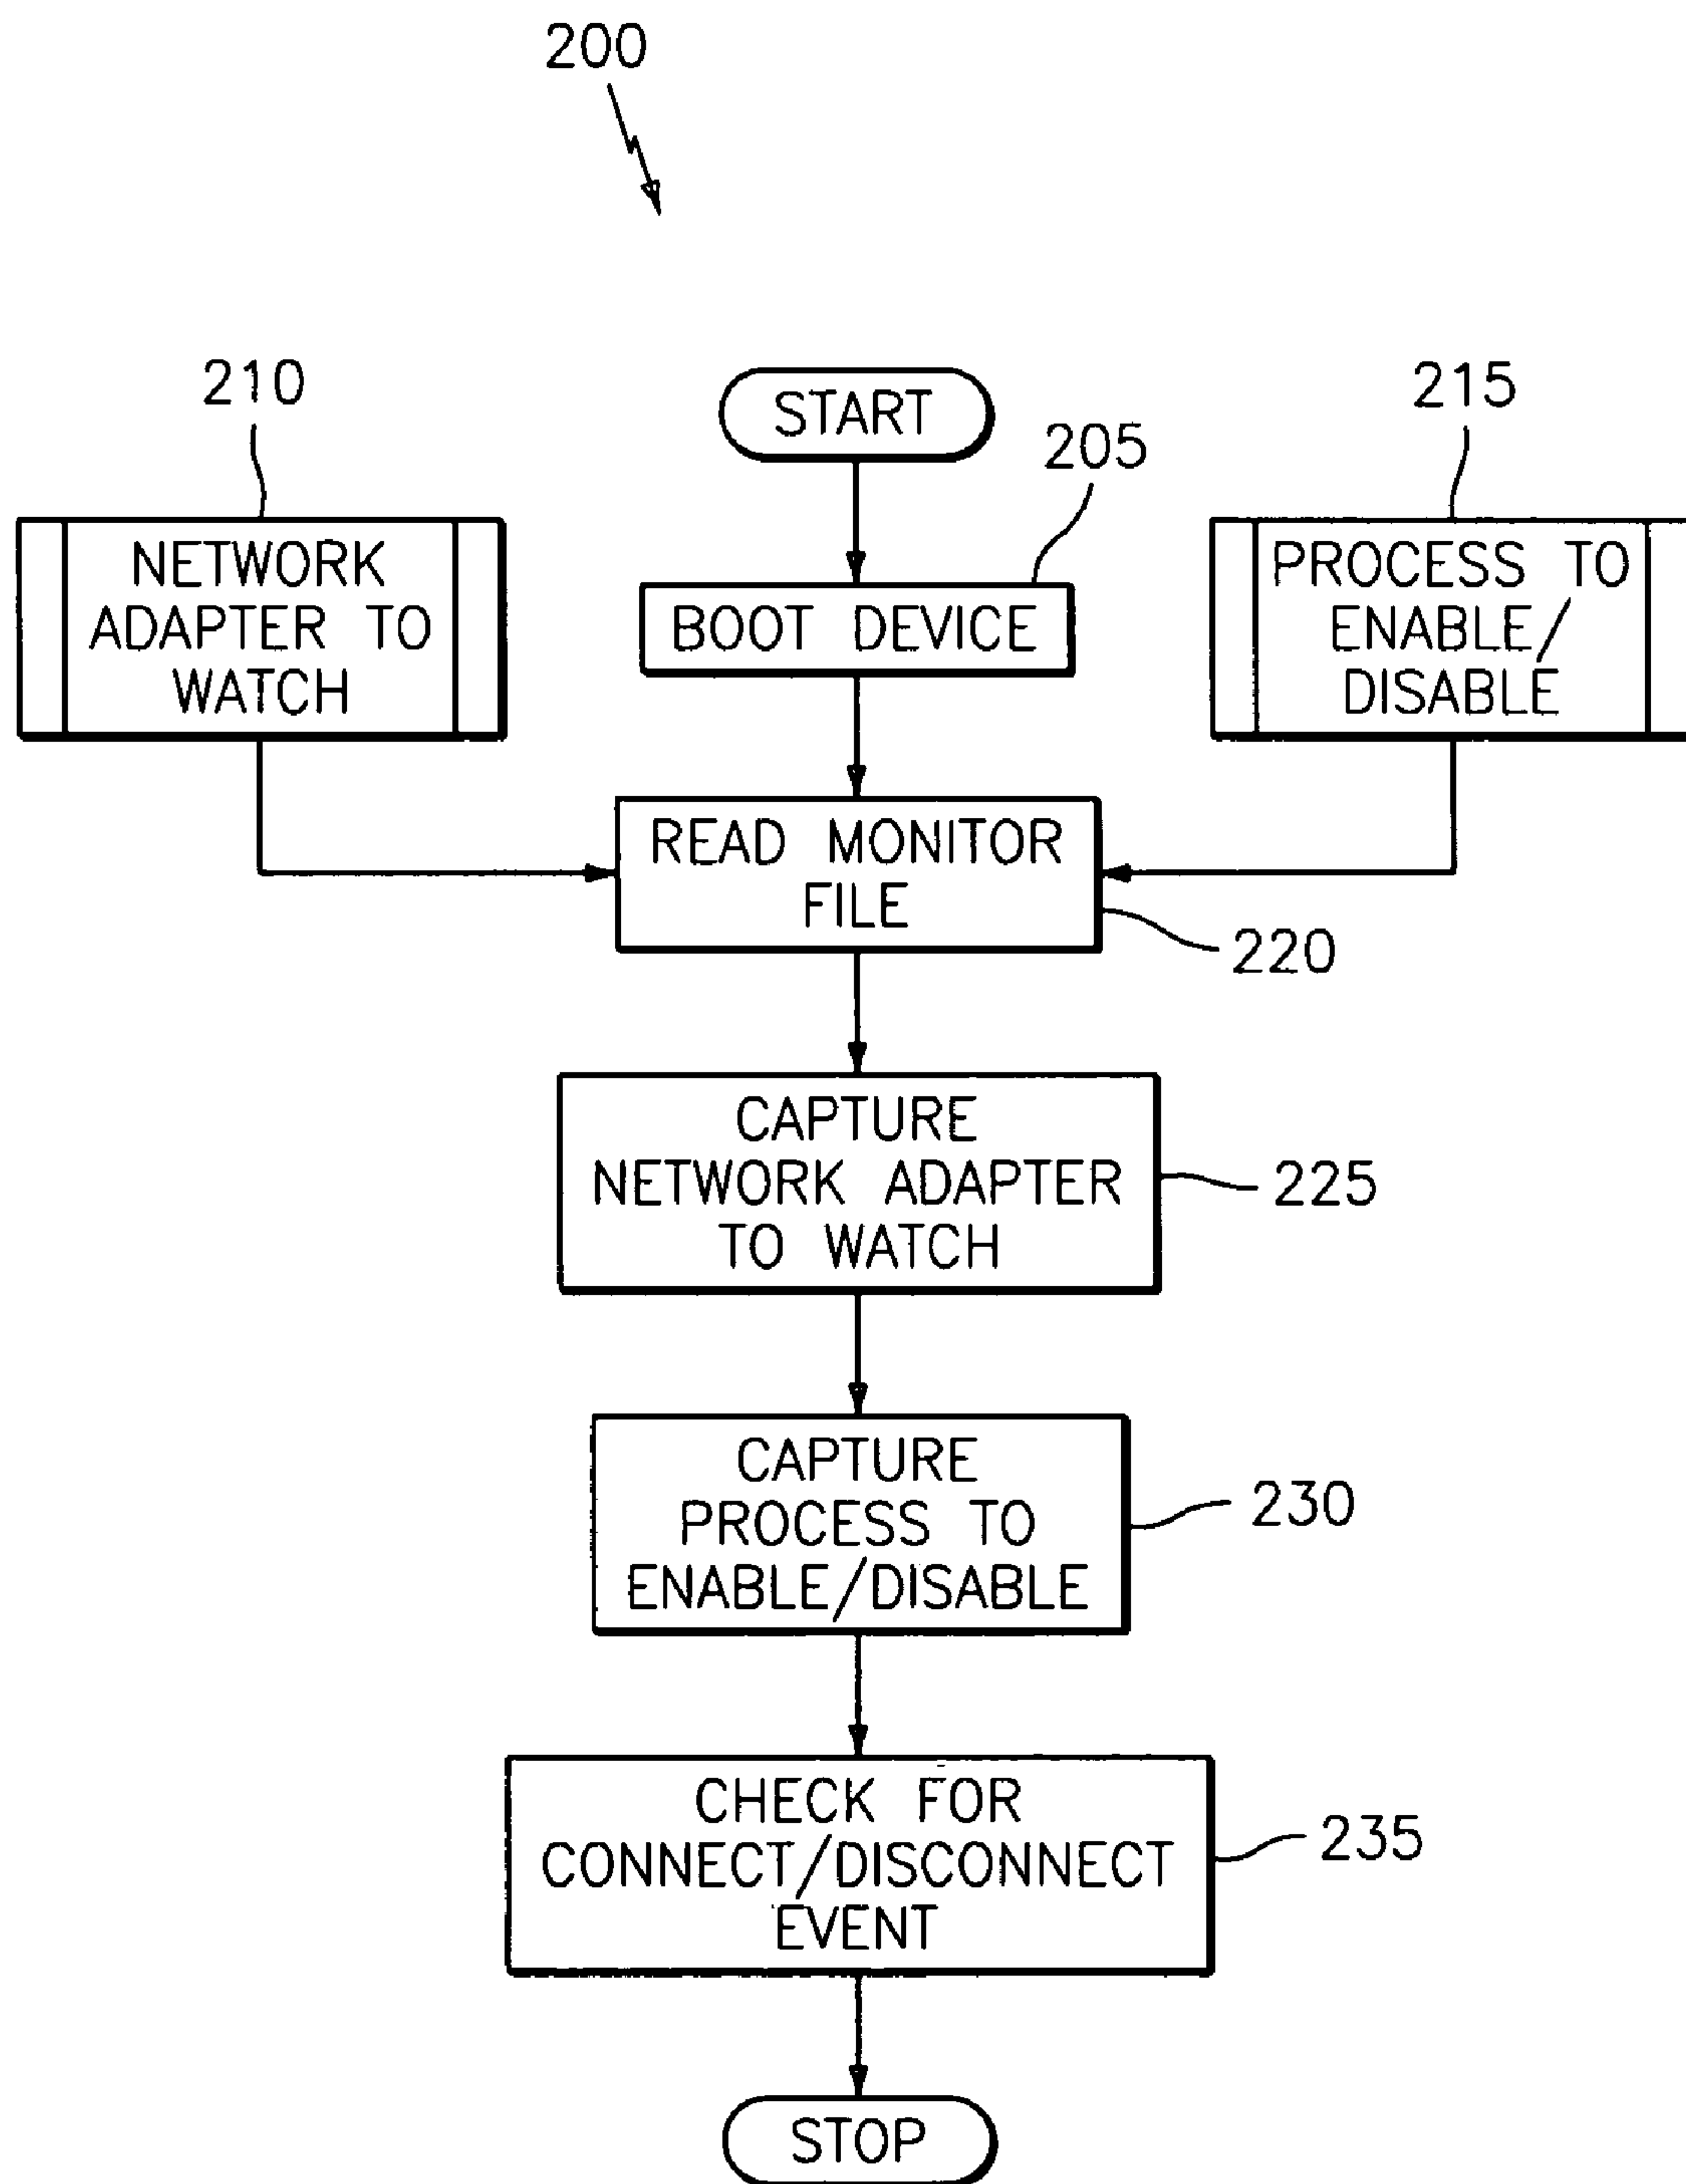 200
210
START
215
205
NETWORK
ADAPTER TO
WATCH
BOOT DEVICE
PROCESS TO
ENABLE/
DISABLE
READ MONITOR
FILE
220
CAPTURE
NETWORK ADAPTER
TO WATCH
225
CAPTURE
PROCESS TO
ENABLE/DISABLE
230
CHECK FOR
CONNECT/DISCONNECT
EVENT
235
STOP